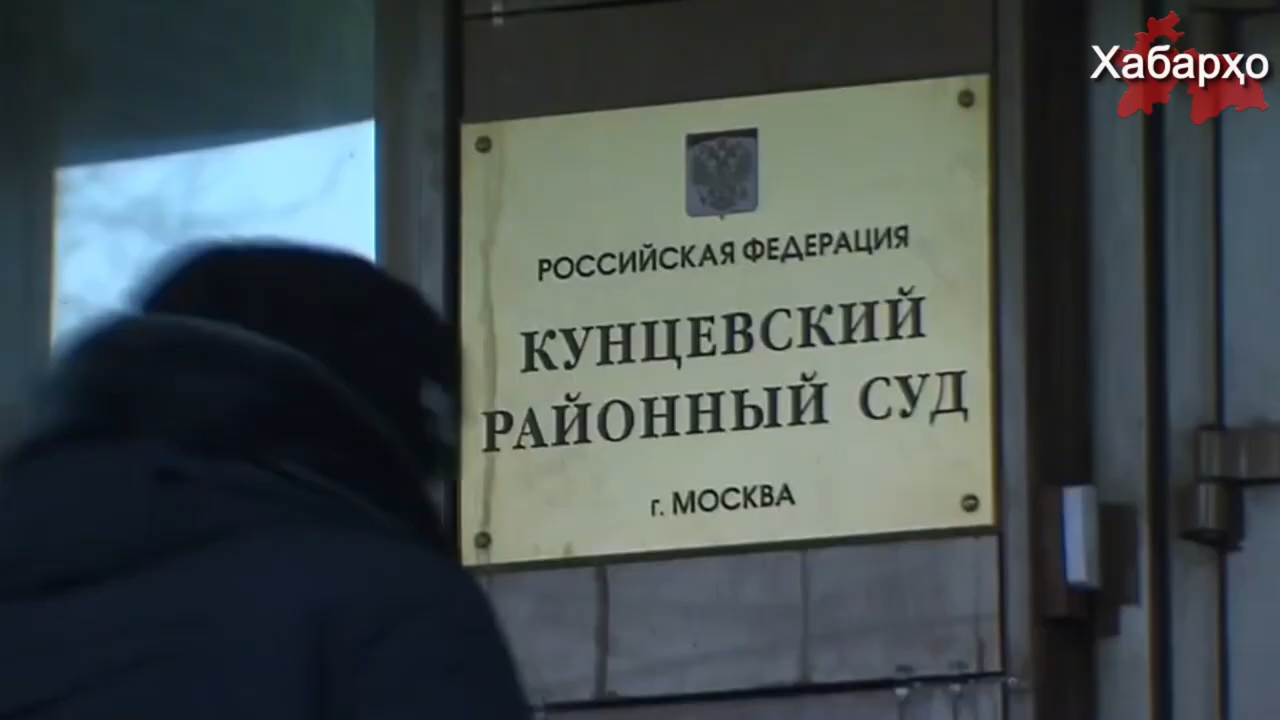 Хабарҳо
РОССИЙСКАЯ ФЕДЕРАЦИЯ
КУНЦЕВСКИЙ
РАЙОННЫЙ СУД
г. МОСКВА